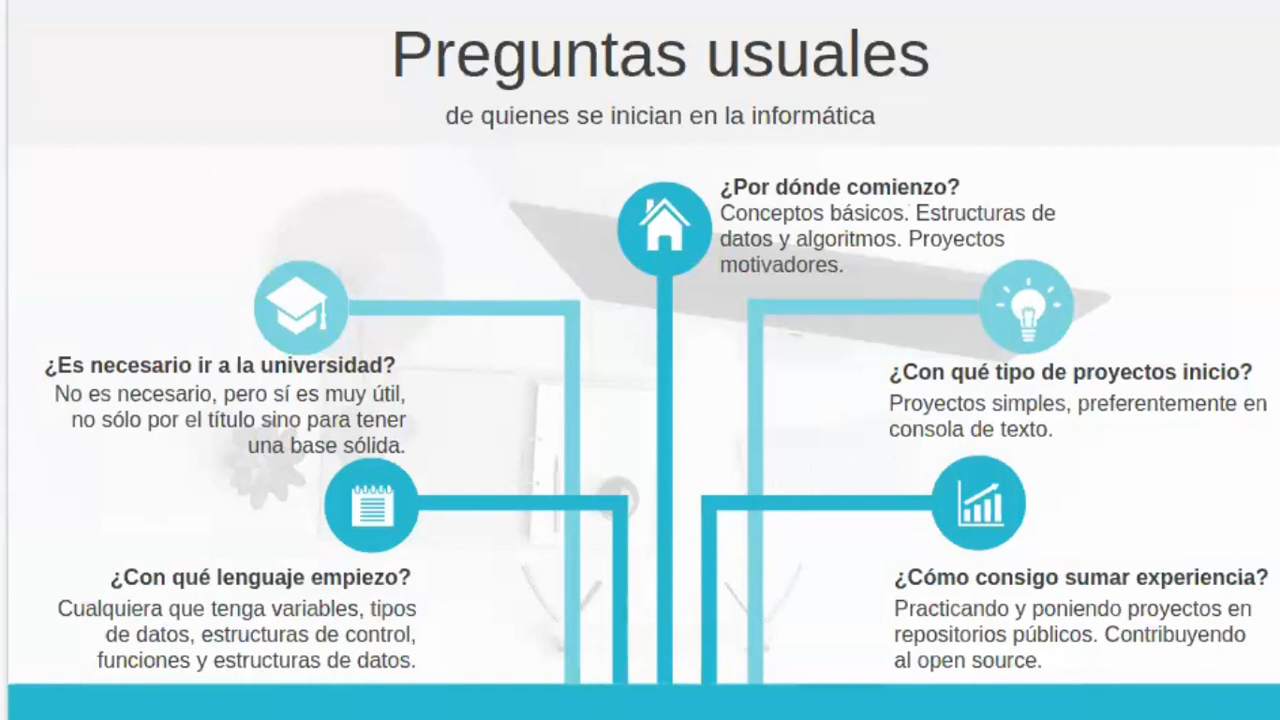 Preguntas usuales
de quienes se inician en la informática
¿Por dónde comienzo?
Conceptos básicos. Estructuras de
datos y algoritmos. Proyectos
motivadores.
¿Es necesario ir a la universidad?
No es necesario, pero sí es muy útil,
no sólo por el título sino para tener
una base sólida.
¿Con qué tipo de proyectos inicio?
Proyectos simples, preferentemente en
consola de texto.
¿Con qué lenguaje empiezo?
Cualquiera que tenga variables, tipos
de datos, estructuras de control,
funciones y estructuras de datos.
¿Cómo consigo sumar experiencia?
Practicando y poniendo proyectos en
repositorios públicos. Contribuyendo
al open source.